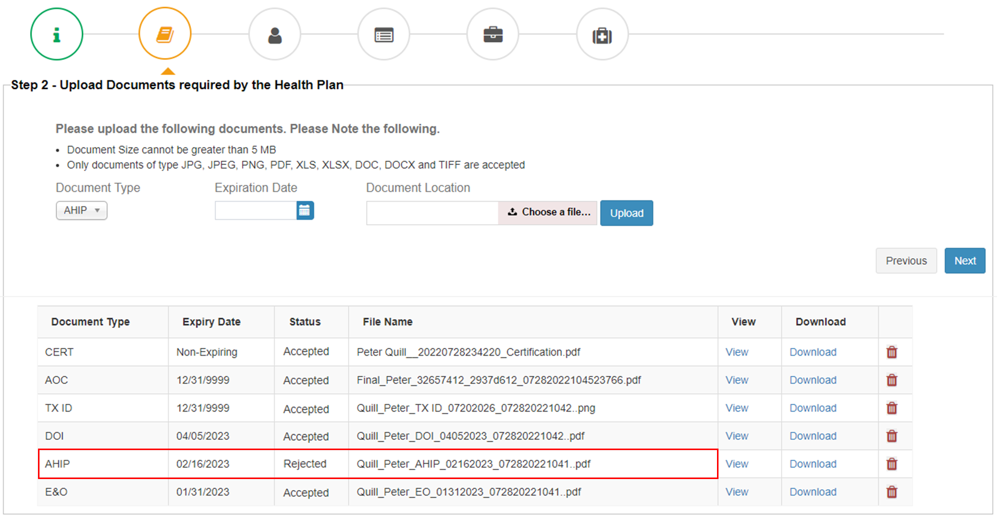 Step 2 - Upload Documents required by the Health Plan
Please upload the following documents. Please Note the following.
• Document Size cannot be greater than 5 MB
• Only documents of type JPG, JPEG, PNG, PDF, XLS, XLSX, DOC, DOCX and TIFF are accepted
Document Type Expiration Date Document Location
AHIP Choose a file... Upload
Previous Next
Document Type Expiry Date Status File Name View Download
CERT Non-Expiring Accepted Peter Quill__20220728234220_Certification.pdf View Download
AOC 12/31/9999 Accepted Final_Peter_32657412_2937d612_07282022104523766.pdf View Download
TX ID 12/31/9999 Accepted Quill_Peter_TX ID_07202026_072820221042..png View Download
DOI 04/05/2023 Accepted Quill_Peter_DOI_04052023_072820221042..pdf View Download
AHIP 02/16/2023 Rejected Quill_Peter_AHIP_02162023_072820221041..pdf View Download
E&O 01/31/2023 Accepted Quill_Peter_EO_01312023_072820221041..pdf View Download